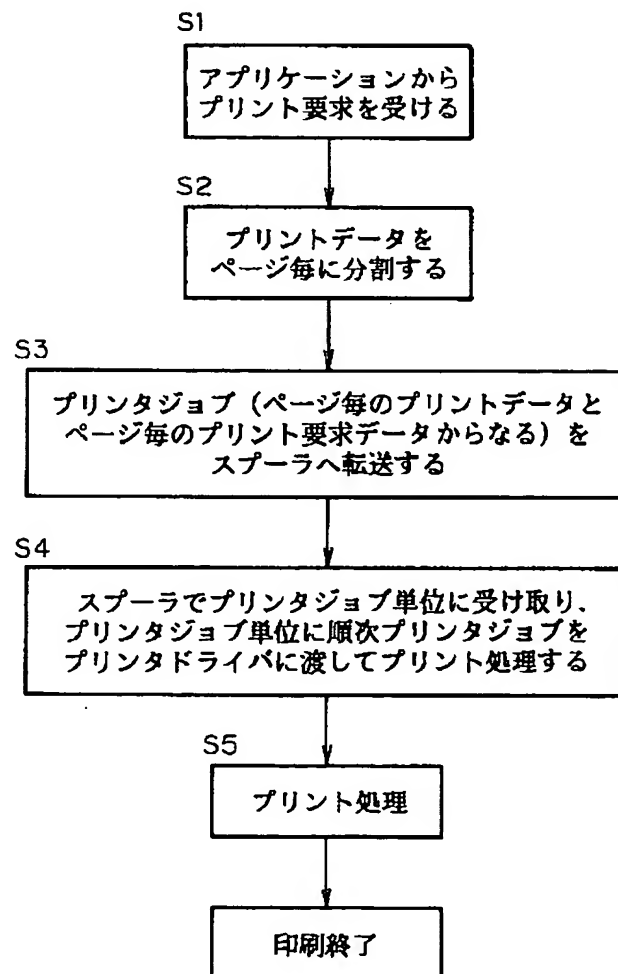 S1
アプリケーションから
プリント要求を受ける
S2
プリントデータを
ページ毎に分割する
S3
プリンタジョブ（ページ毎のプリントデータと
ページ毎のプリント要求データからなる）を
スプーラへ転送する
S4
スプーラでプリンタジョブ単位に受け取り、
プリンタジョブ単位に順次プリンタジョブを
プリンタドライバに渡してプリント処理する
S5
プリント処理
印刷終了